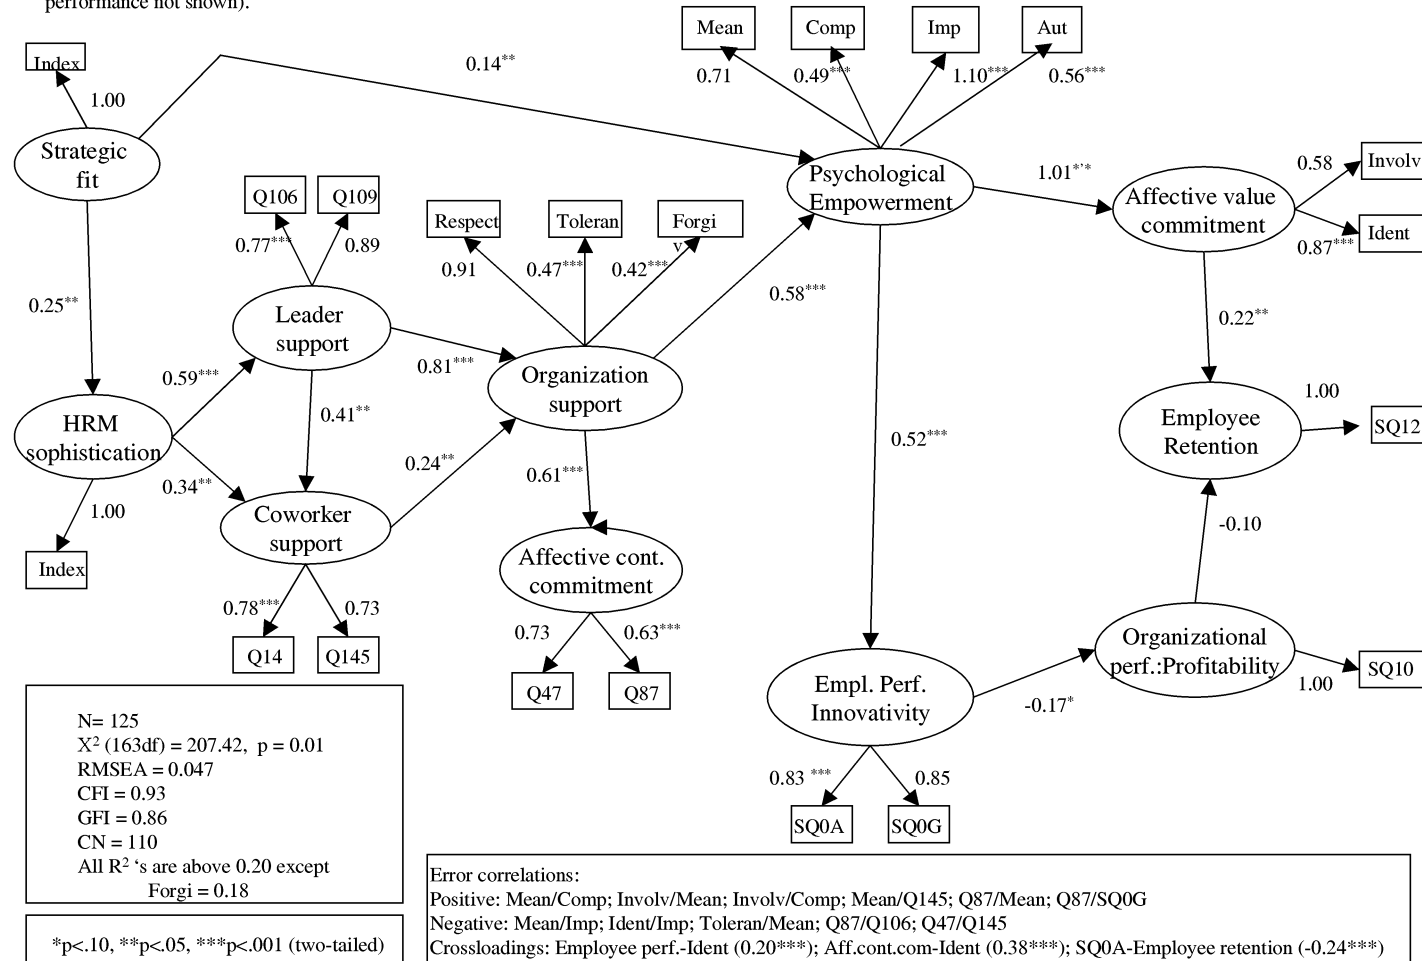 performance not shown).
Mean
Comp
Imp
Aut
Index
0.14**
0.71
0.49***
1.10***
0.56***
1.00
Strategic
fit
Psychological
Empowerment
1.01***
0.58
Involv
Affective value
commitment
Ident
0.87***
Q106
Q109
Respect
Toleran
Forgi
v
0.77***
0.89
0.91
0.47***
0.42***
0.25**
0.58***
0.22**
Leader
support
0.59***
0.81***
Organization
support
0.41**
1.00
HRM
sophistication
0.52***
Employee
Retention
SQ12
0.24**
0.61***
0.34**
1.00
Coworker
support
-0.10
Index
Affective cont.
commitment
0.78***
0.73
0.73
0.63***
Organizational
perf.:Profitability
SQ10
1.00
Q14
Q145
Q47
Q87
Empl. Perf.
Innovativity
-0.17*
0.83 ***
0.85
SQ0A
SQ0G
N= 125
X² (163df) = 207.42, p = 0.01
RMSEA = 0.047
CFI = 0.93
GFI = 0.86
CN = 110
All R² ‘s are above 0.20 except
Forgi = 0.18
*p<.10, **p<.05, ***p<.001 (two-tailed)
Error correlations:
Positive: Mean/Comp; Involv/Mean; Involv/Comp; Mean/Q145; Q87/Mean; Q87/SQ0G
Negative: Mean/Imp; Ident/Imp; Toleran/Mean; Q87/Q106; Q47/Q145
Crossloadings: Employee perf.-Ident (0.20***); Aff.cont.com-Ident (0.38***); SQ0A-Employee retention (-0.24***)